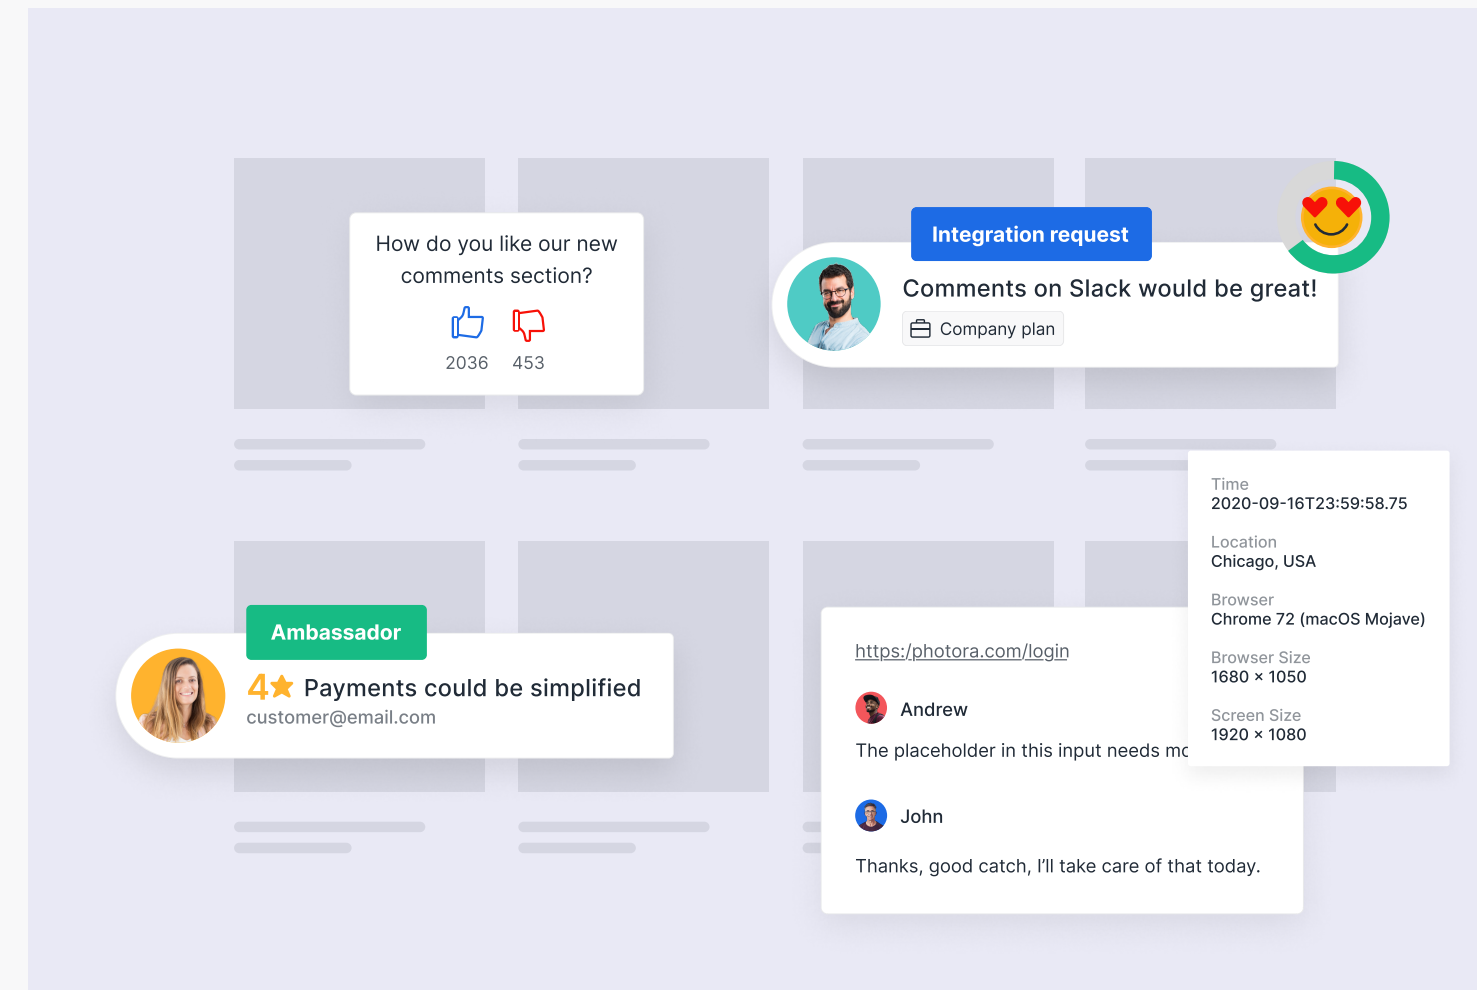 How do you like our new
comments section?
2036 453
Integration request
Comments on Slack would be great!
Company plan
Time
2020-09-16T23:59:58.75
Location
Chicago, USA
Browser
Chrome 72 (macOS Mojave)
Browser Size
1680 × 1050
Screen Size
1920 × 1080
Ambassador
4 Payments could be simplified
customer@email.com
https:/photora.com/login
Andrew
The placeholder in this input needs
John
Thanks, good catch, I'll take care of that today.